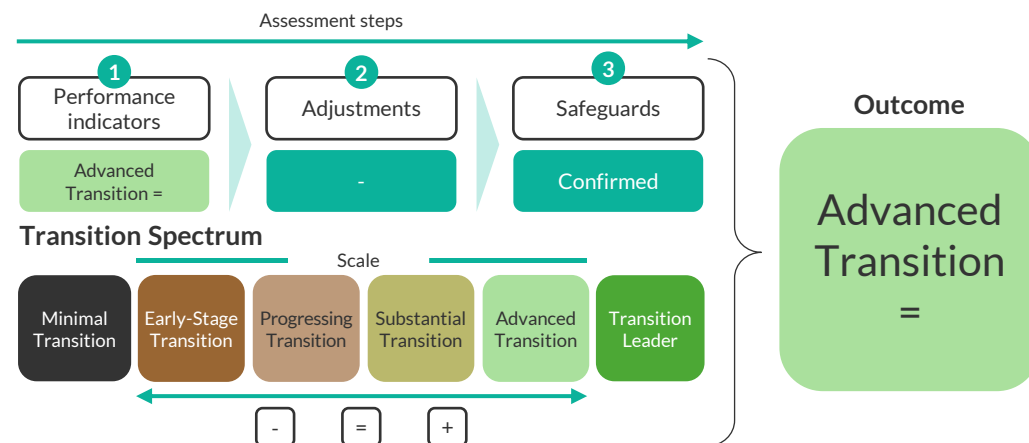 Assessment steps
1
Performance
indicators
Advanced
Transition =
2
Adjustments
-
3
Safeguards
Confirmed
Transition Spectrum
Scale
Minimal
Transition
Early-Stage
Transition
Progressing
Transition
Substantial
Transition
Advanced
Transition
Transition
Leader
-
=
+
Outcome
Advanced
Transition
=